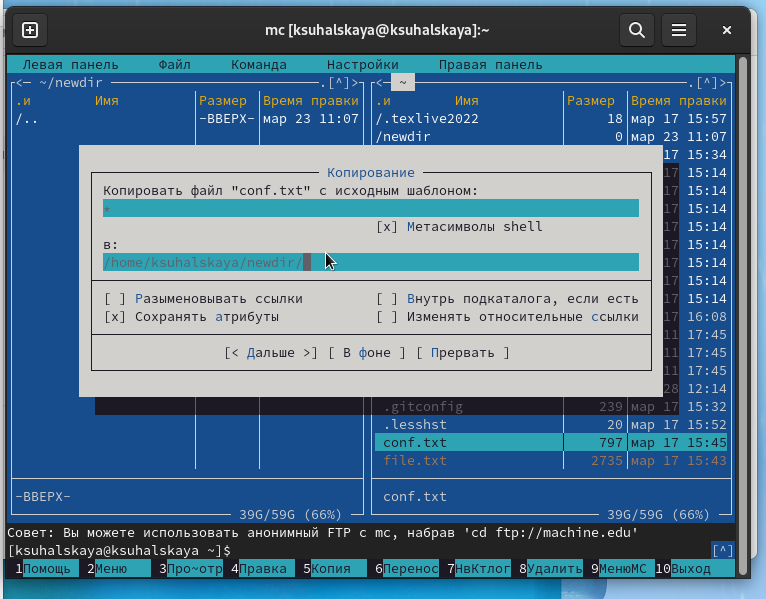 mc [ksuhalskaya@ksuhalskaya]:~
Левая панель Файл Команда Настройки Правая панель
<— ~/newdir .[^]> <— ~ .[^]>
.и Имя Размер Время правки .и Имя Размер Время правки
/.. -ВВЕРХ- мар 23 11:07 /.texlive2022 18 мар 17 15:57
/newdir 0 мар 23 11:07
17 15:34
Копирование 17 15:14
Копировать файл "conf.txt" с исходным шаблоном: 17 15:14
* 17 15:14
[x] Метасимволы shell 17 15:14
в: 17 15:14
/home/ksuhalskaya/newdir/ 17 15:14
17 15:14
[ ] Разыменовывать ссылки [ ] Внутрь подкаталога, если есть 17 15:14
[x] Сохранять атрибуты [ ] Изменять относительные ссылки 17 16:08
11 17:45
[< Дальше >] [ В фоне ] [ Прервать ] 11 17:45
11 17:45
28 12:14
.gitconfig 239 мар 17 15:32
.lesshst 20 мар 17 15:52
conf.txt 797 мар 17 15:45
file.txt 2735 мар 17 15:43
-ВВЕРХ- conf.txt
39G/59G (66%) 39G/59G (66%)
Совет: Вы можете использовать анонимный FTP с mc, набрав 'cd ftp://machine.edu'
[ksuhalskaya@ksuhalskaya ~]$ [^]
1Помощь 2Меню 3Про~отр 4Правка 5Копия 6Перенос 7НвКтлог 8Удалить 9МенюМС 10Выход